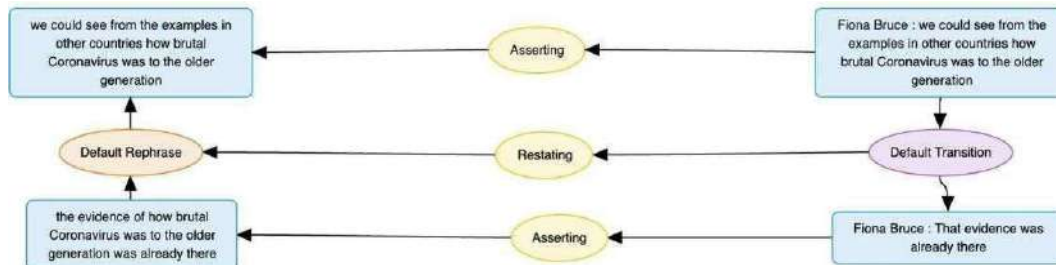 we could see from the examples in
other countries how brutal
Coronavirus was to the older
generation
Asserting
Fiona Bruce : we could see from the
examples in other countries how
brutal Coronavirus was to the older
generation
Default Rephrase
Restating
Default Transition
the evidence of how brutal
Coronavirus was to the older
generation was already there
Asserting
Fiona Bruce : That evidence was
already there